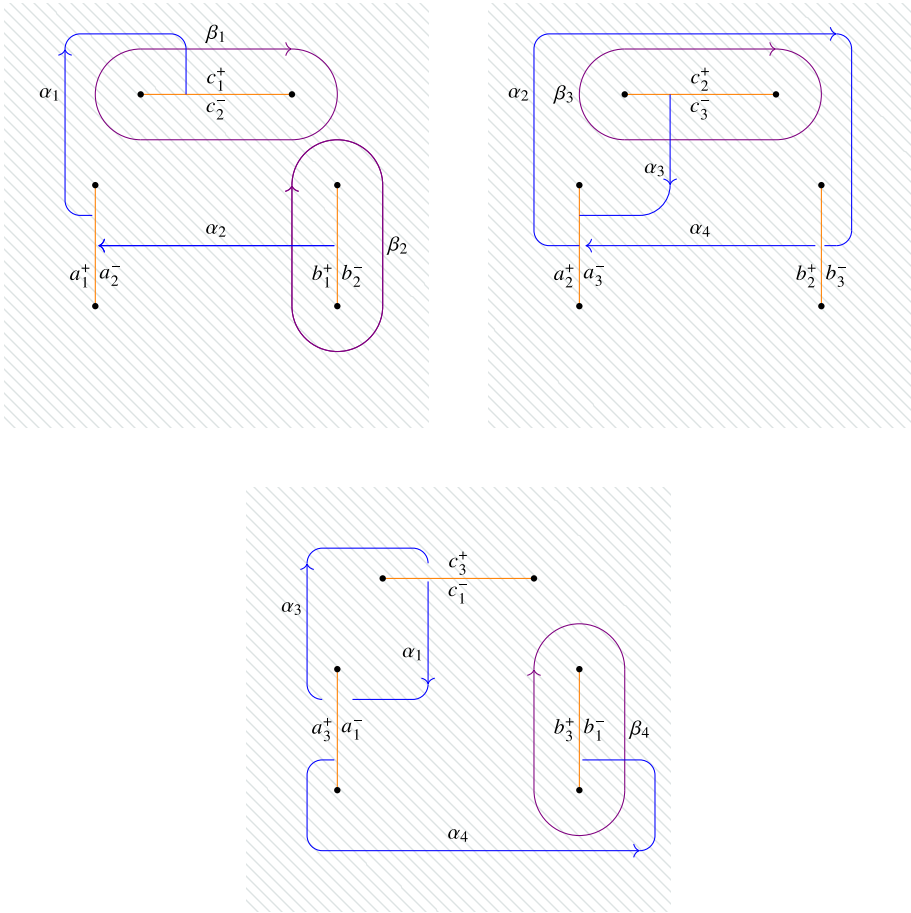 β₁
α₁
c₁⁺
c₂⁻
α₂
β₂
a₁⁺ a₂⁻
b₁⁺ b₂⁻
α₂
β₃
c₂⁺
c₃⁻
α₃
α₄
a₂⁺ a₃⁻
b₂⁺ b₃⁻
c₃⁺
c₁⁻
α₃
α₁
a₃⁺ a₁⁻
b₃⁺ b₁⁻
β₄
α₄